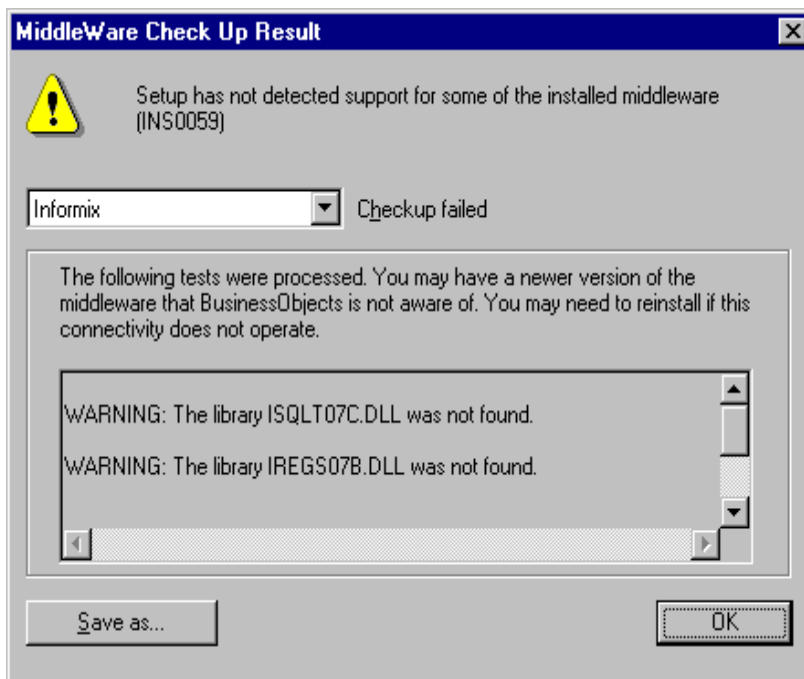 MiddleWare Check Up Result
Setup has not detected support for some of the installed middleware
(INS0059)
Informix
Checkup failed
The following tests were processed. You may have a newer version of the
middleware that BusinessObjects is not aware of. You may need to reinstall if this
connectivity does not operate.
WARNING: The library ISQLT07C.DLL was not found.
WARNING: The library IREGS07B.DLL was not found.
Save as...
OK